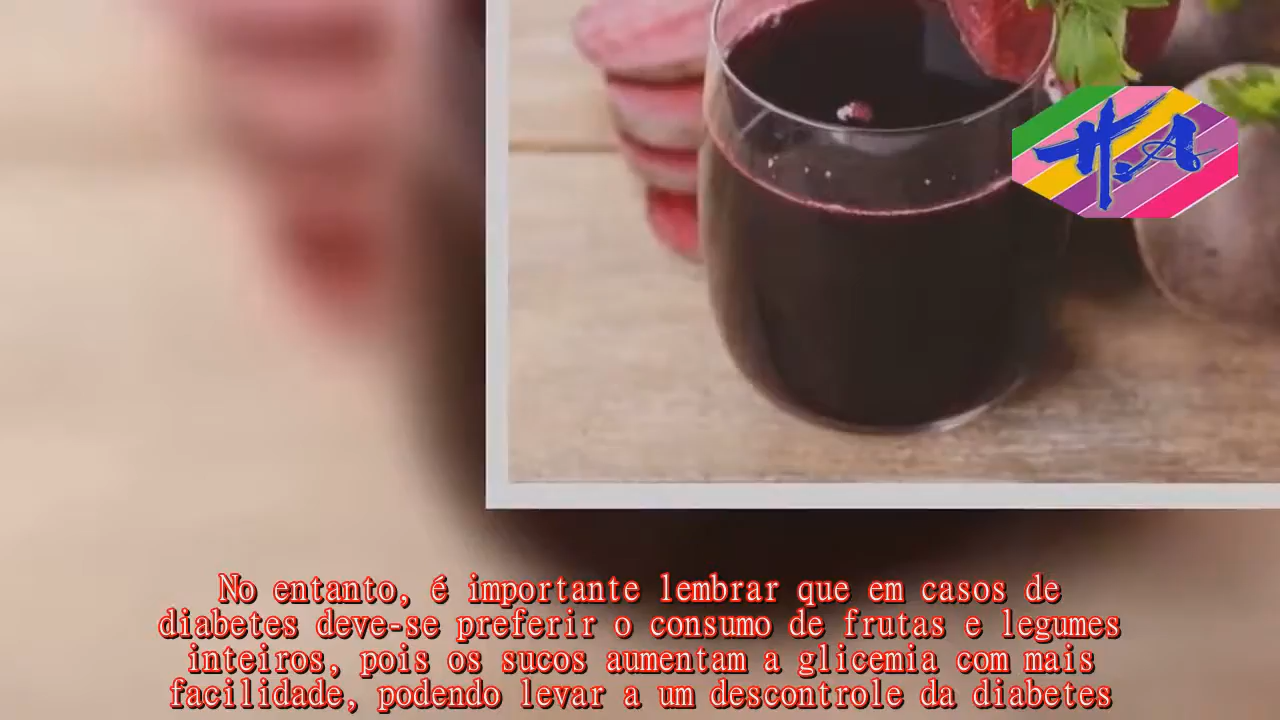 H.A
No entanto, é importante lembrar que em casos de
diabetes deve-se preferir o consumo de frutas e legumes
inteiros, pois os sucos aumentam a glicemia com mais
facilidade, podendo levar a um descontrole da diabetes